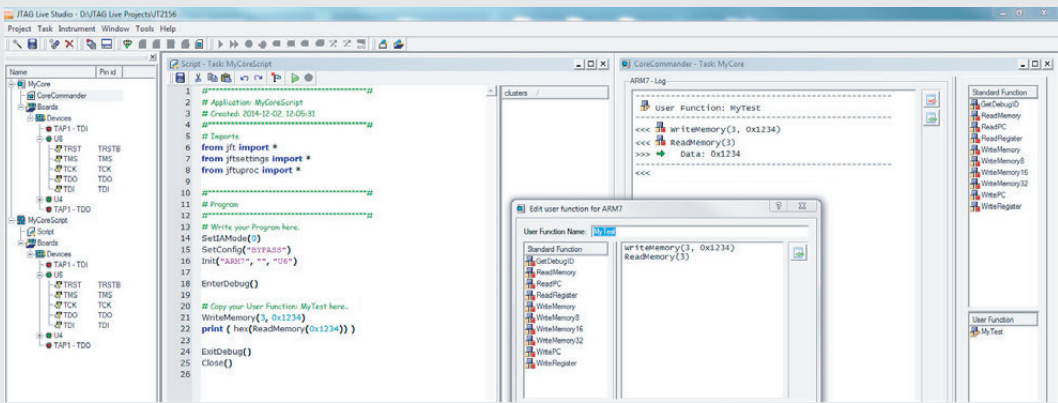 JTAG Live Studio - D:\JTAG Live Projects\JT2156
Project Task Instrument Window Tools Help
Name Pin id
MyCore
CoreCommander
Boards
Devices
TAP1 - TDI
U6
TRST TRSTB
TMS TMS
TCK TCK
TDO TDO
TDI TDI
U4
TAP1 - TDO
MyCoreScript
Script
Boards
Devices
TAP1 - TDI
U6
TRST TRSTB
TMS TMS
TCK TCK
TDO TDO
TDI TDI
U4
TAP1 - TDO
Script - Task: MyCoreScript
1 #**********************************************#
2 # Application: MyCoreScript
3 # Created: 2014-12-02, 12:05:31
4 #**********************************************#
5 # Imports
6 from jft import *
7 from jftsettings import *
8 from jftuproc import *
9
10 #**********************************************#
11 # Program
12 #**********************************************#
13 # Write your Program here.
14 SetIAMode(0)
15 SetConfig("BYPASS")
16 Init("ARM7", "", "U6")
17
18 EnterDebug()
19
20 # Copy your User Function: MyTest here..
21 WriteMemory(3, 0x1234)
22 print ( hex(ReadMemory(0x1234)) )
23
24 ExitDebug()
25 Close()
26
clusters /
CoreCommander - Task: MyCore
ARM7 - Log
User Function: MyTest
<<< WriteMemory(3, 0x1234)
<<< ReadMemory(3)
>>> Data: 0x1234
<<<
Standard Function
GetDebugID
ReadMemory
ReadPC
ReadRegister
WriteMemory
WriteMemory8
WriteMemory16
WriteMemory32
WritePC
WriteRegister
User Function
MyTest
Edit user function for ARM7
User Function Name: MyTest
Standard Function
GetDebugID
ReadMemory
ReadPC
ReadRegister
WriteMemory
WriteMemory8
WriteMemory16
WriteMemory32
WritePC
WriteRegister
WriteMemory(3, 0x1234)
ReadMemory(3)